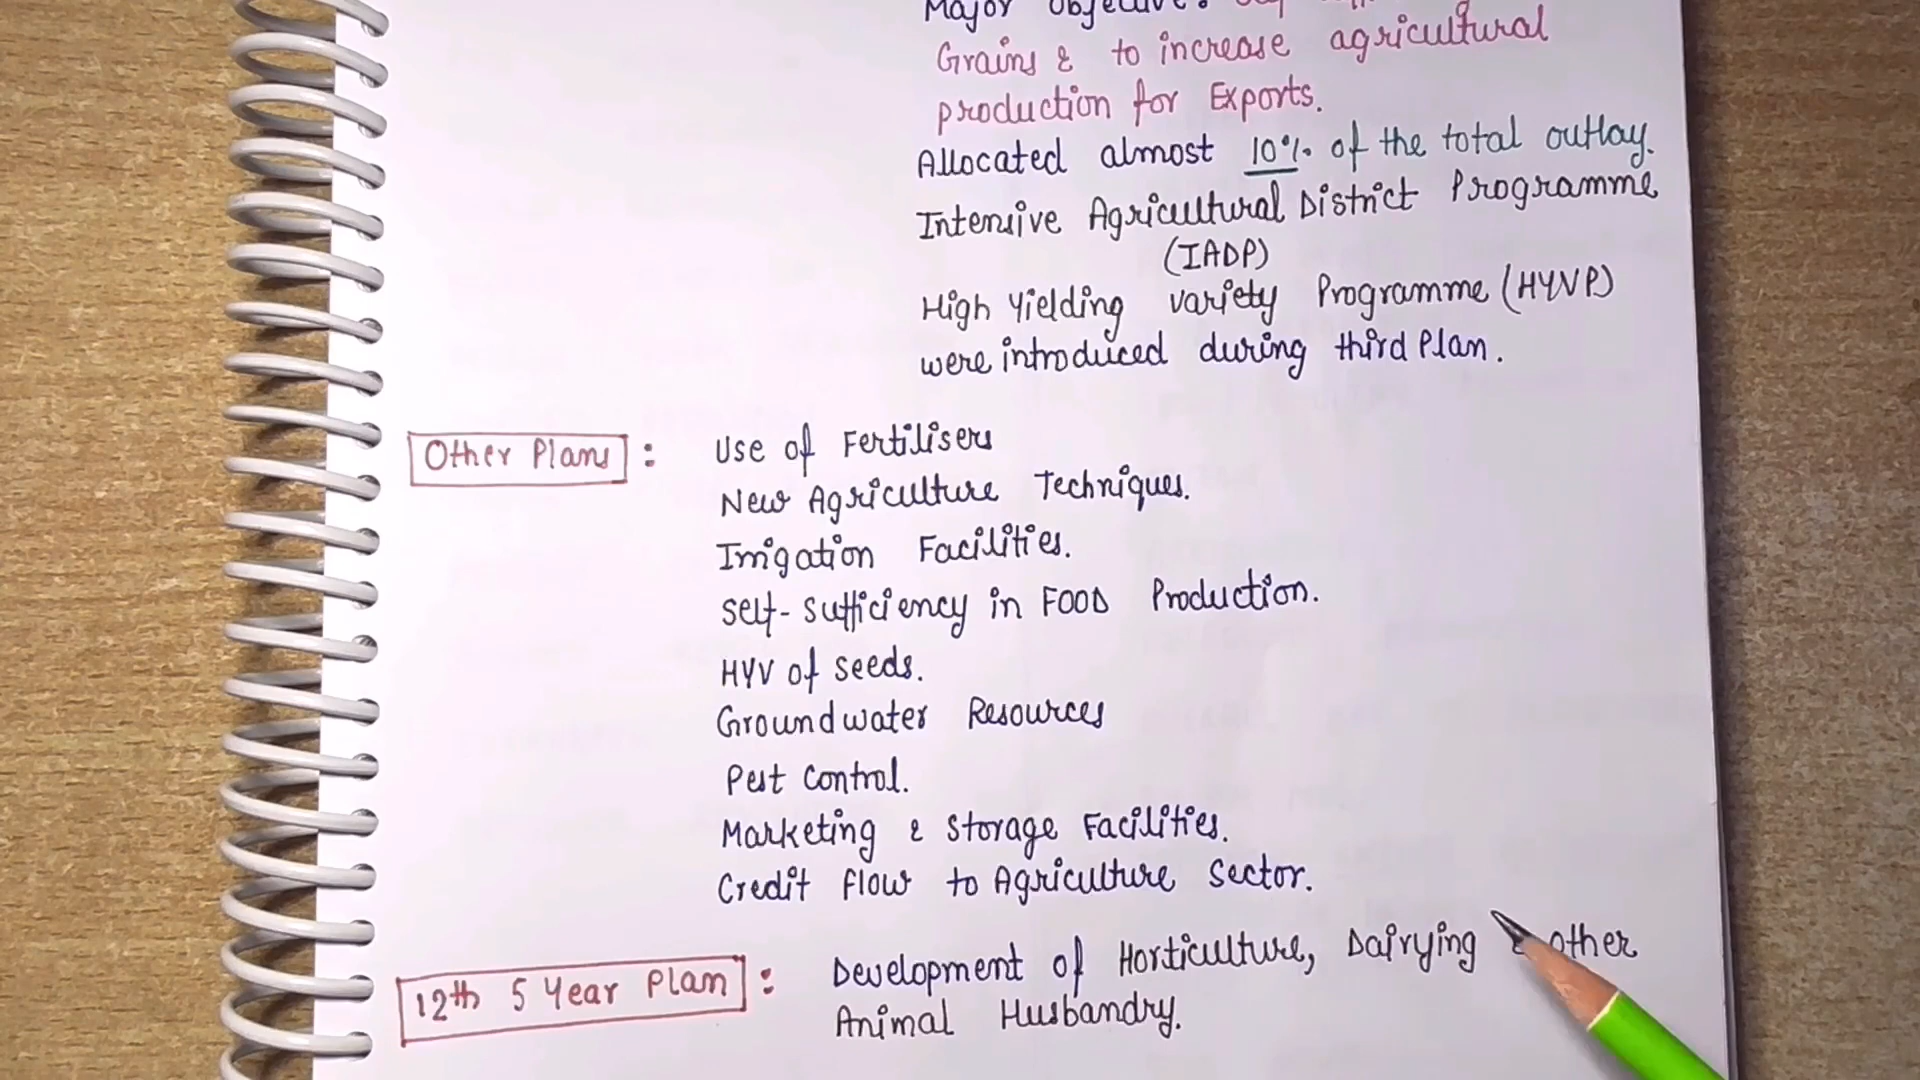 Major Objective:
Grains & to increase agricultural
production for Exports.
Allocated almost 10% of the total outlay.
Intensive Agricultural District Programme
(IADP)
High Yielding Variety Programme (HYVP)
were introduced during third Plan.
Other Plans : Use of Fertilisers
New Agriculture Techniques.
Irrigation Facilities.
Self-Sufficiency in FOOD Production.
HYV of seeds.
Groundwater Resources
Pest Control.
Marketing & Storage Facilities.
Credit flow to Agriculture Sector.
12th 5 Year Plan : Development of Horticulture, Dairying & other
Animal Husbandry.